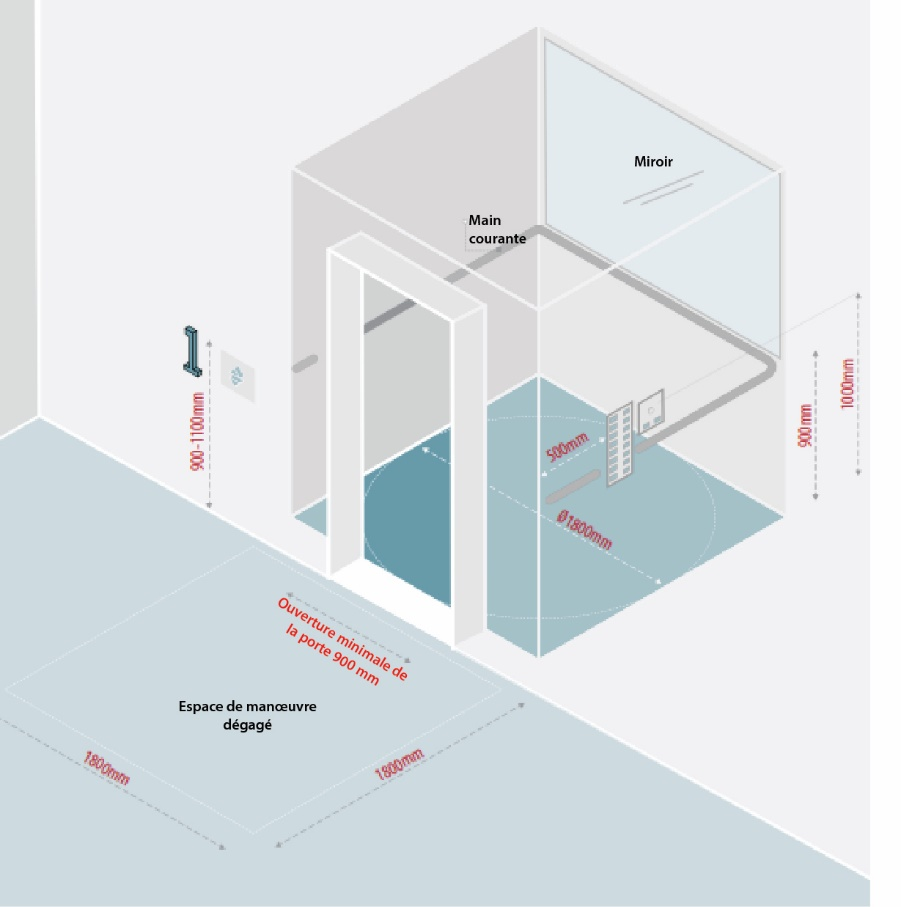 Miroir
Main
courante
900-1100mm
500mm
Ø1800mm
900mm
1000mm
Ouverture minimale de
la porte 900 mm
Espace de manœuvre
dégagé
1800mm
1800mm